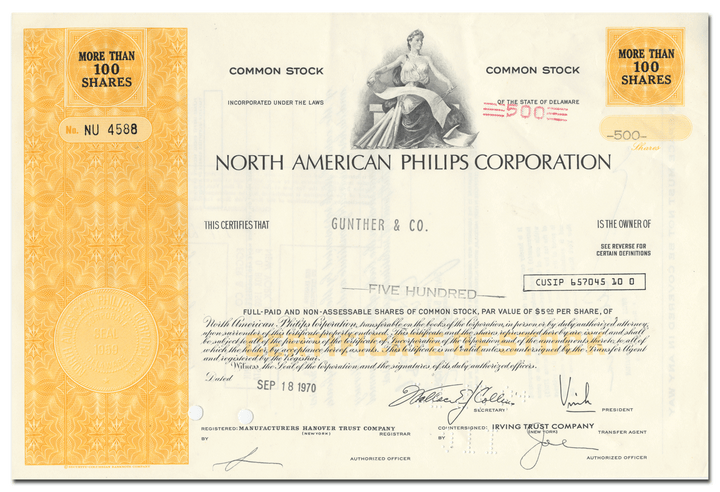 MORE THAN
100
SHARES
COMMON STOCK
COMMON STOCK
MORE THAN
100
SHARES
INCORPORATED UNDER THE LAWS
OF THE STATE OF DELAWARE
=500=
No. NU 4588
-500-
Shares
NORTH AMERICAN PHILIPS CORPORATION
THIS CERTIFIES THAT
GUNTHER & CO.
IS THE OWNER OF
SEE REVERSE FOR
CERTAIN DEFINITIONS
CUSIP 657045 10 0
FIVE HUNDRED
FULL-PAID AND NON-ASSESSABLE SHARES OF COMMON STOCK, PAR VALUE OF $5.00 PER SHARE, OF
North American Philips Corporation, transferable on the books of the Corporation, in person or by duly authorized attorney,
upon surrender of this certificate properly endorsed. This certificate and the shares represented hereby are issued and shall
be subject to all of the provisions of the Certificate of Incorporation of the Corporation and of the amendments thereto, to all of
which the holder, by acceptance hereof, assents. This certificate is not valid unless countersigned by the Transfer Agent
and registered by the Registrar.
Witness, the Seal of the Corporation and the signatures of its duly authorized officers.
Dated
SEP 18 1970
Wallace E. Collins
SECRETARY
PRESIDENT
REGISTERED: MANUFACTURERS HANOVER TRUST COMPANY
(NEW YORK)
REGISTRAR
BY
AUTHORIZED OFFICER
COUNTERSIGNED: IRVING TRUST COMPANY
(NEW YORK)
TRANSFER AGENT
BY
AUTHORIZED OFFICER